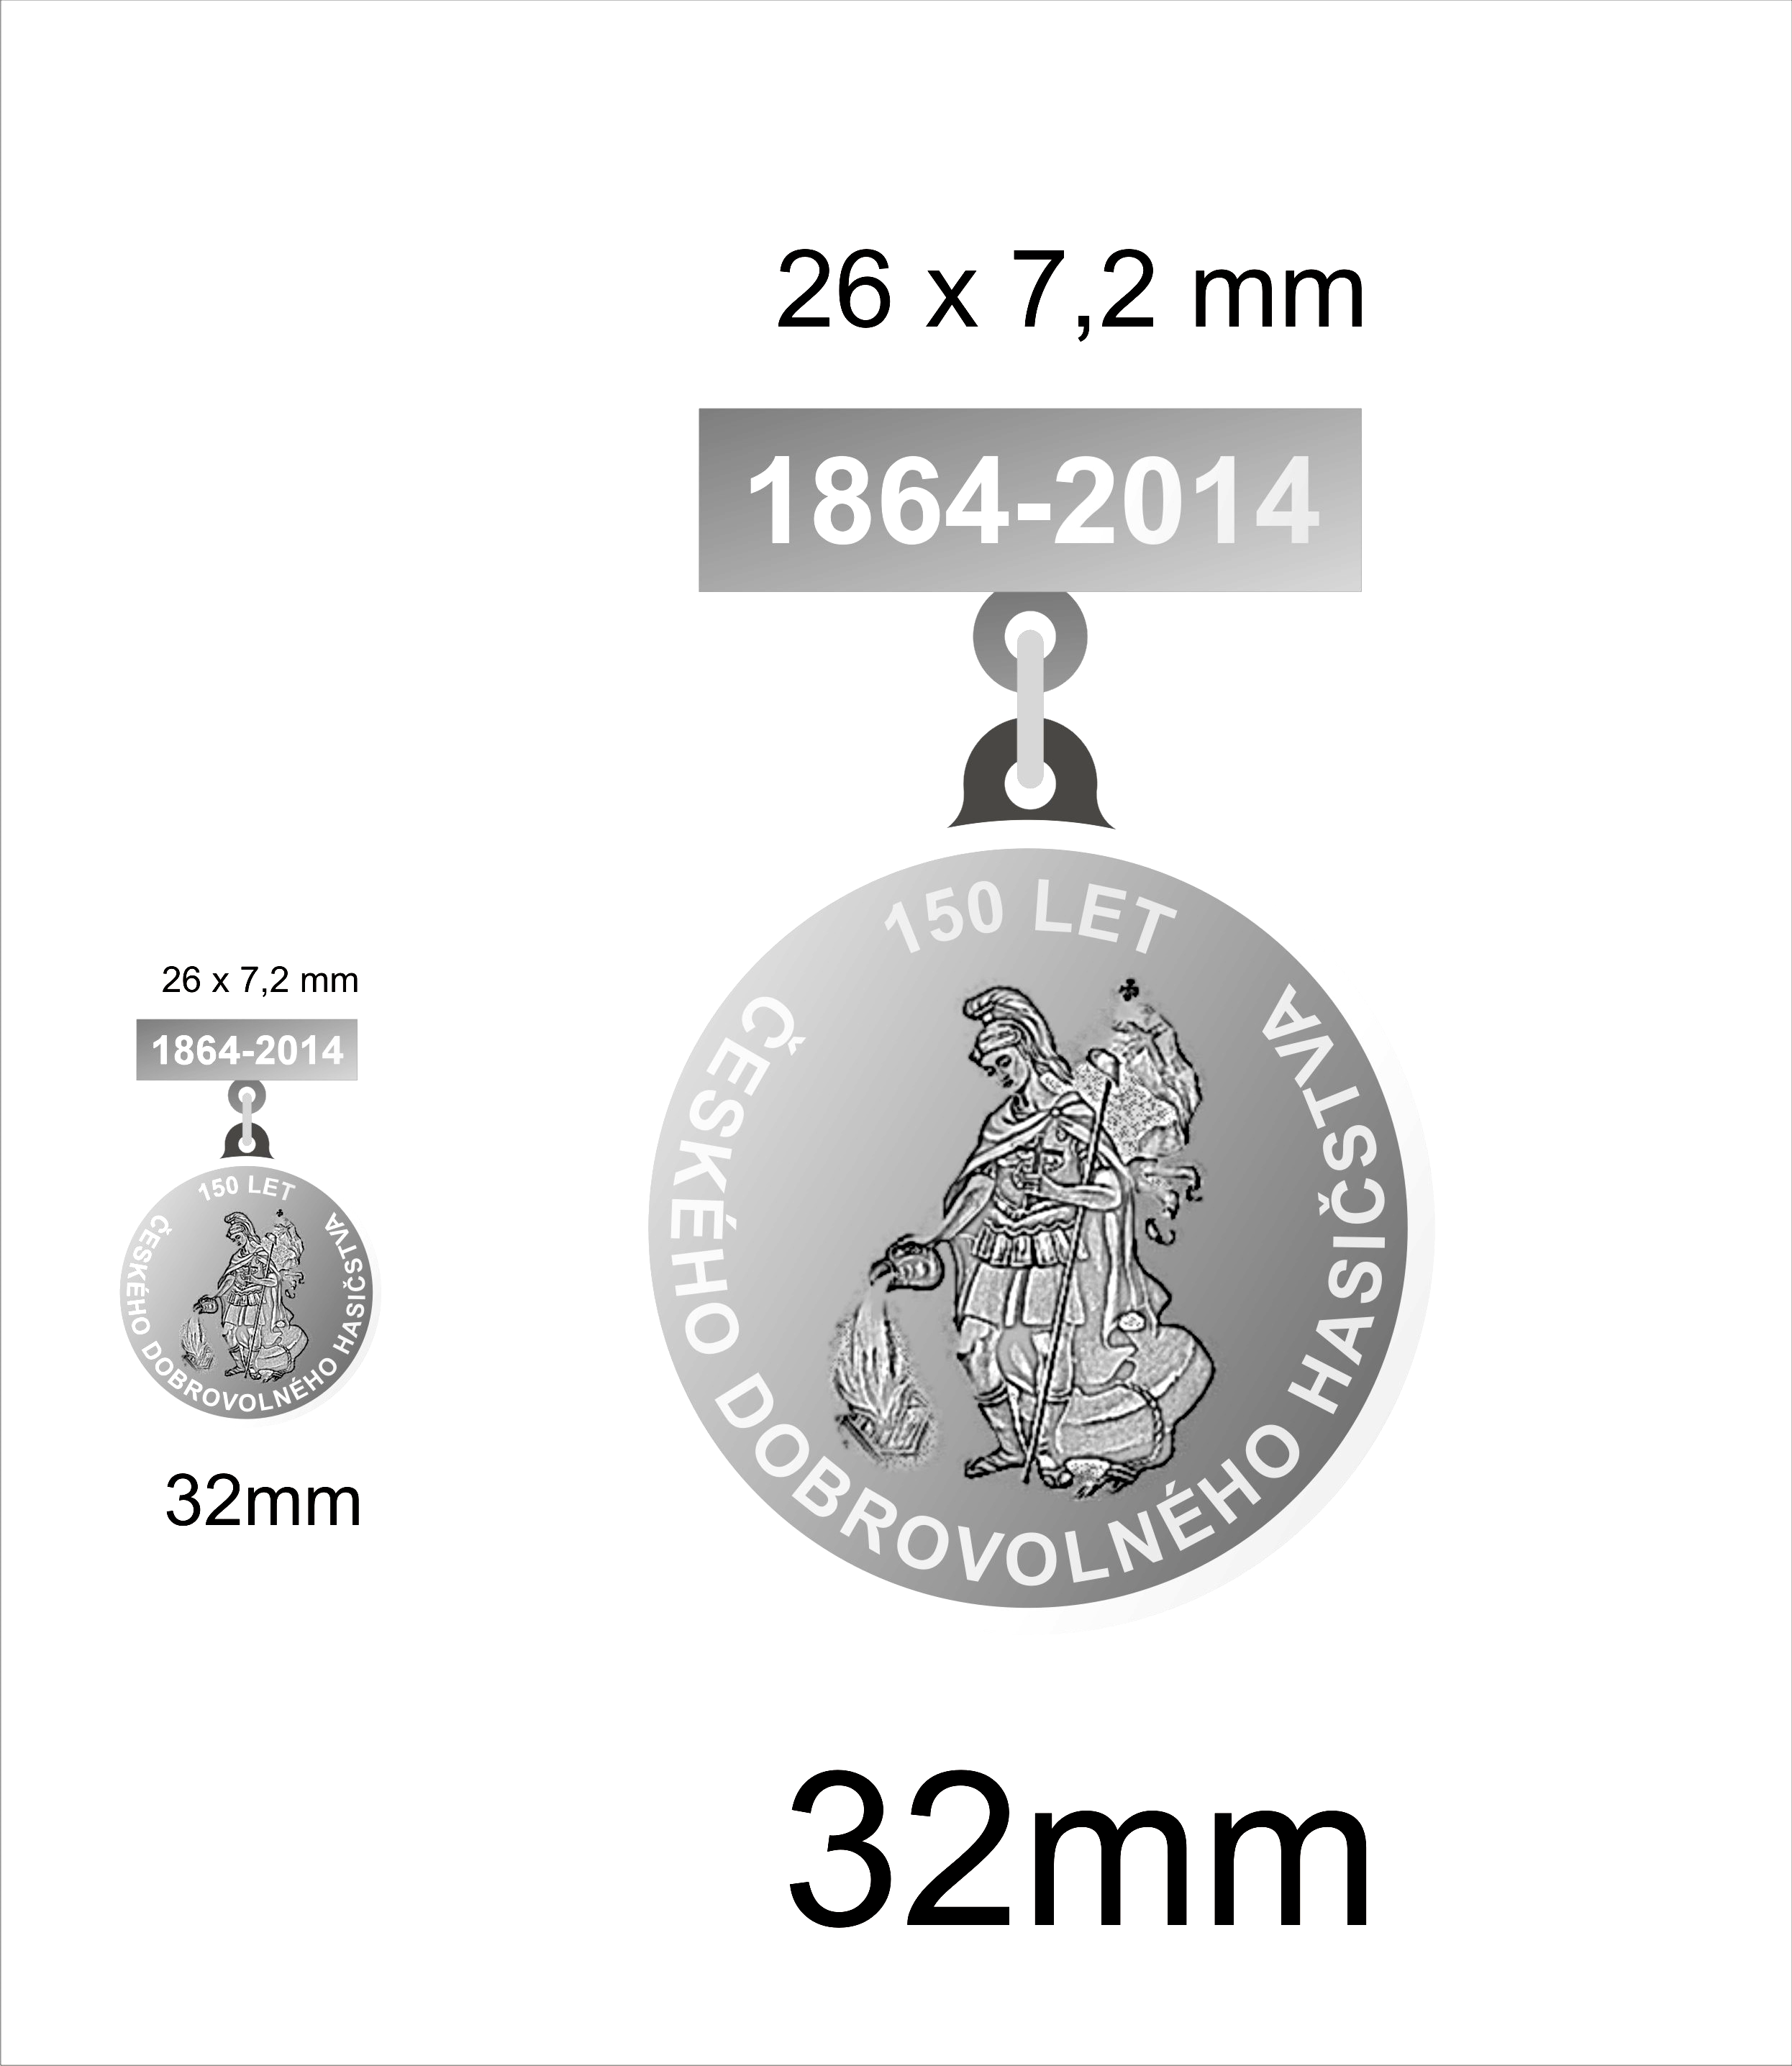 26 x 7,2 mm
1864-2014
150 LET
ČESKÉHO DOBROVOLNÉHO HASIČSTVA
32mm
26 x 7,2 mm
1864-2014
150 LET
ČESKÉHO DOBROVOLNÉHO HASIČSTVA
32mm